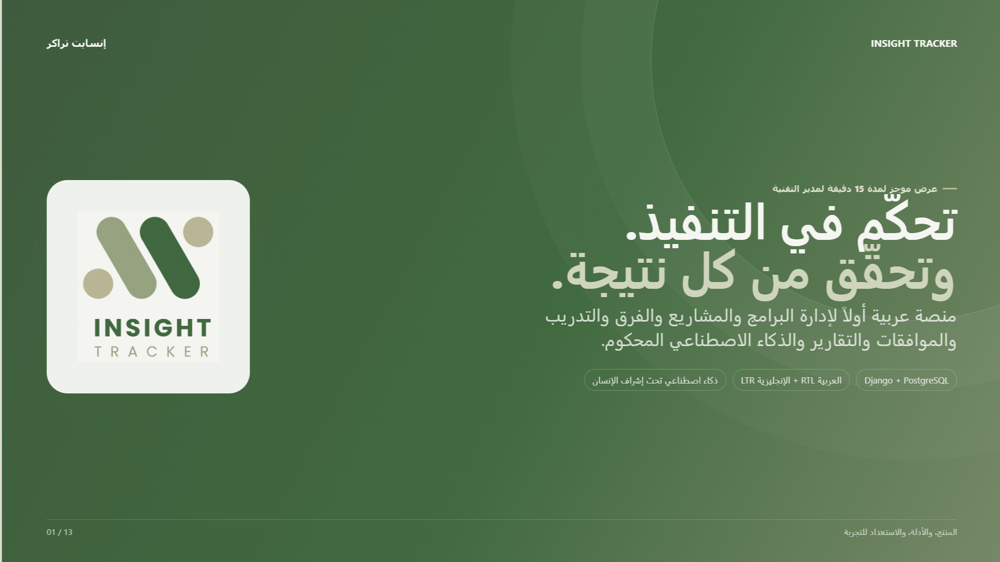 INSIGHT TRACKER
إنسايت تراكر
عرض موجز لمدة 15 دقيقة لمدير التقنية
تحكّم في التنفيذ.
وتحقّق من كل نتيجة.
منصة عربية أولاً لإدارة البرامج والمشاريع والفرق والتدريب
والموافقات والتقارير والذكاء الاصطناعي المحكوم.
Django + PostgreSQL
العربية RTL + الإنجليزية LTR
ذكاء اصطناعي تحت إشراف الإنسان
INSIGHT
TRACKER
المنتج، والأدلة، والاستعداد للتجربة
01 / 13